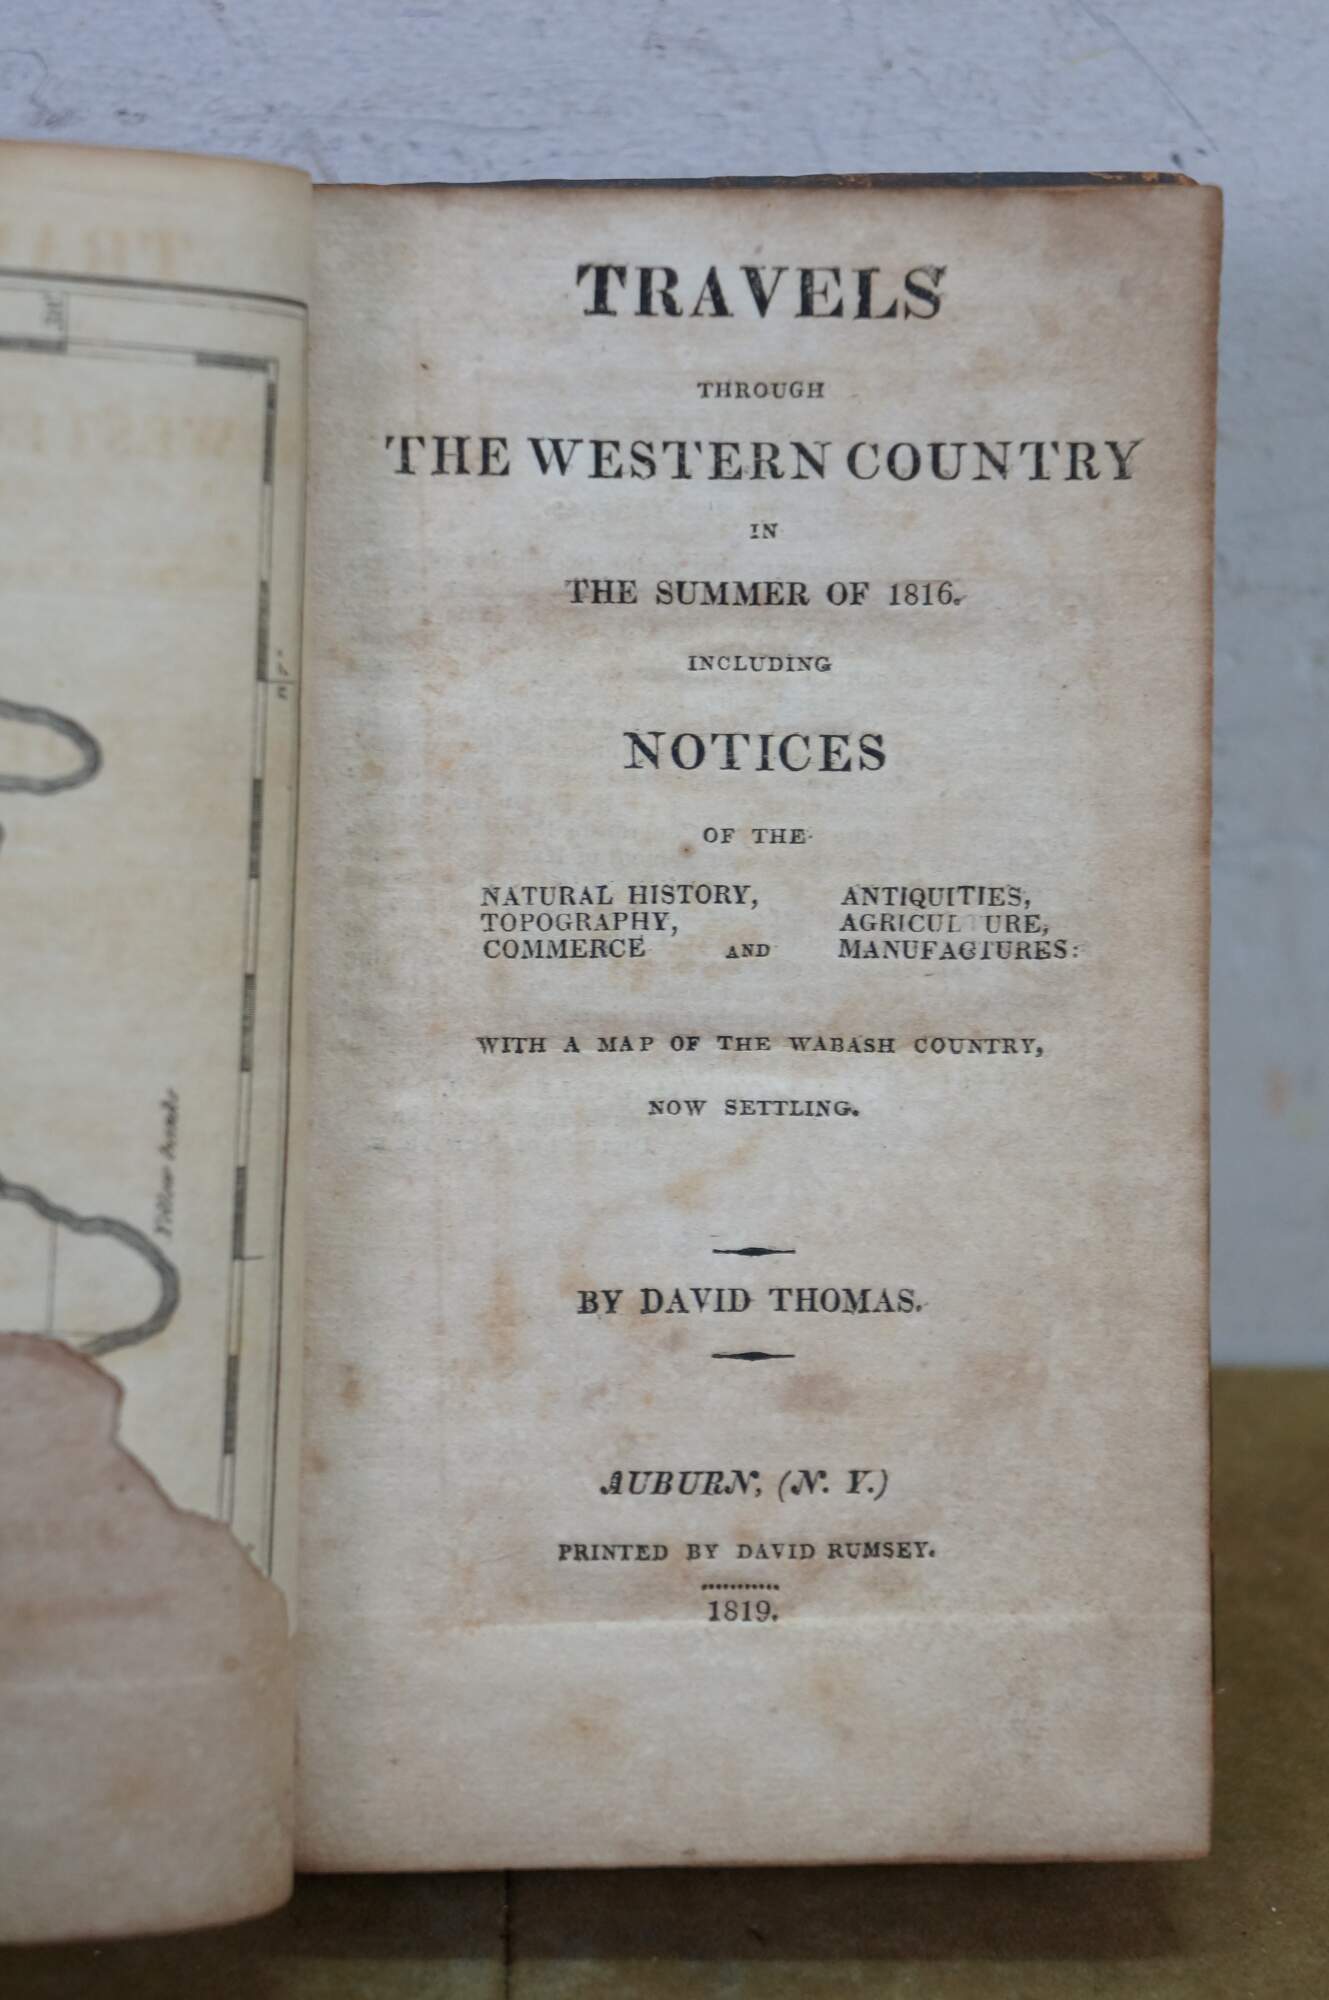 TRAVELS
THROUGH
THE WESTERN COUNTRY
IN
THE SUMMER OF 1816.
INCLUDING
NOTICES
OF THE
NATURAL HISTORY, ANTIQUITIES,
TOPOGRAPHY, AGRICUL URE,
COMMERCE AND MANUFACTURES:
WITH A MAP OF THE WABASH COUNTRY,
NOW SETTLING.
BY DAVID THOMAS.
AUBURN, (N. Y.)
PRINTED BY DAVID RUMSEY.
1819.